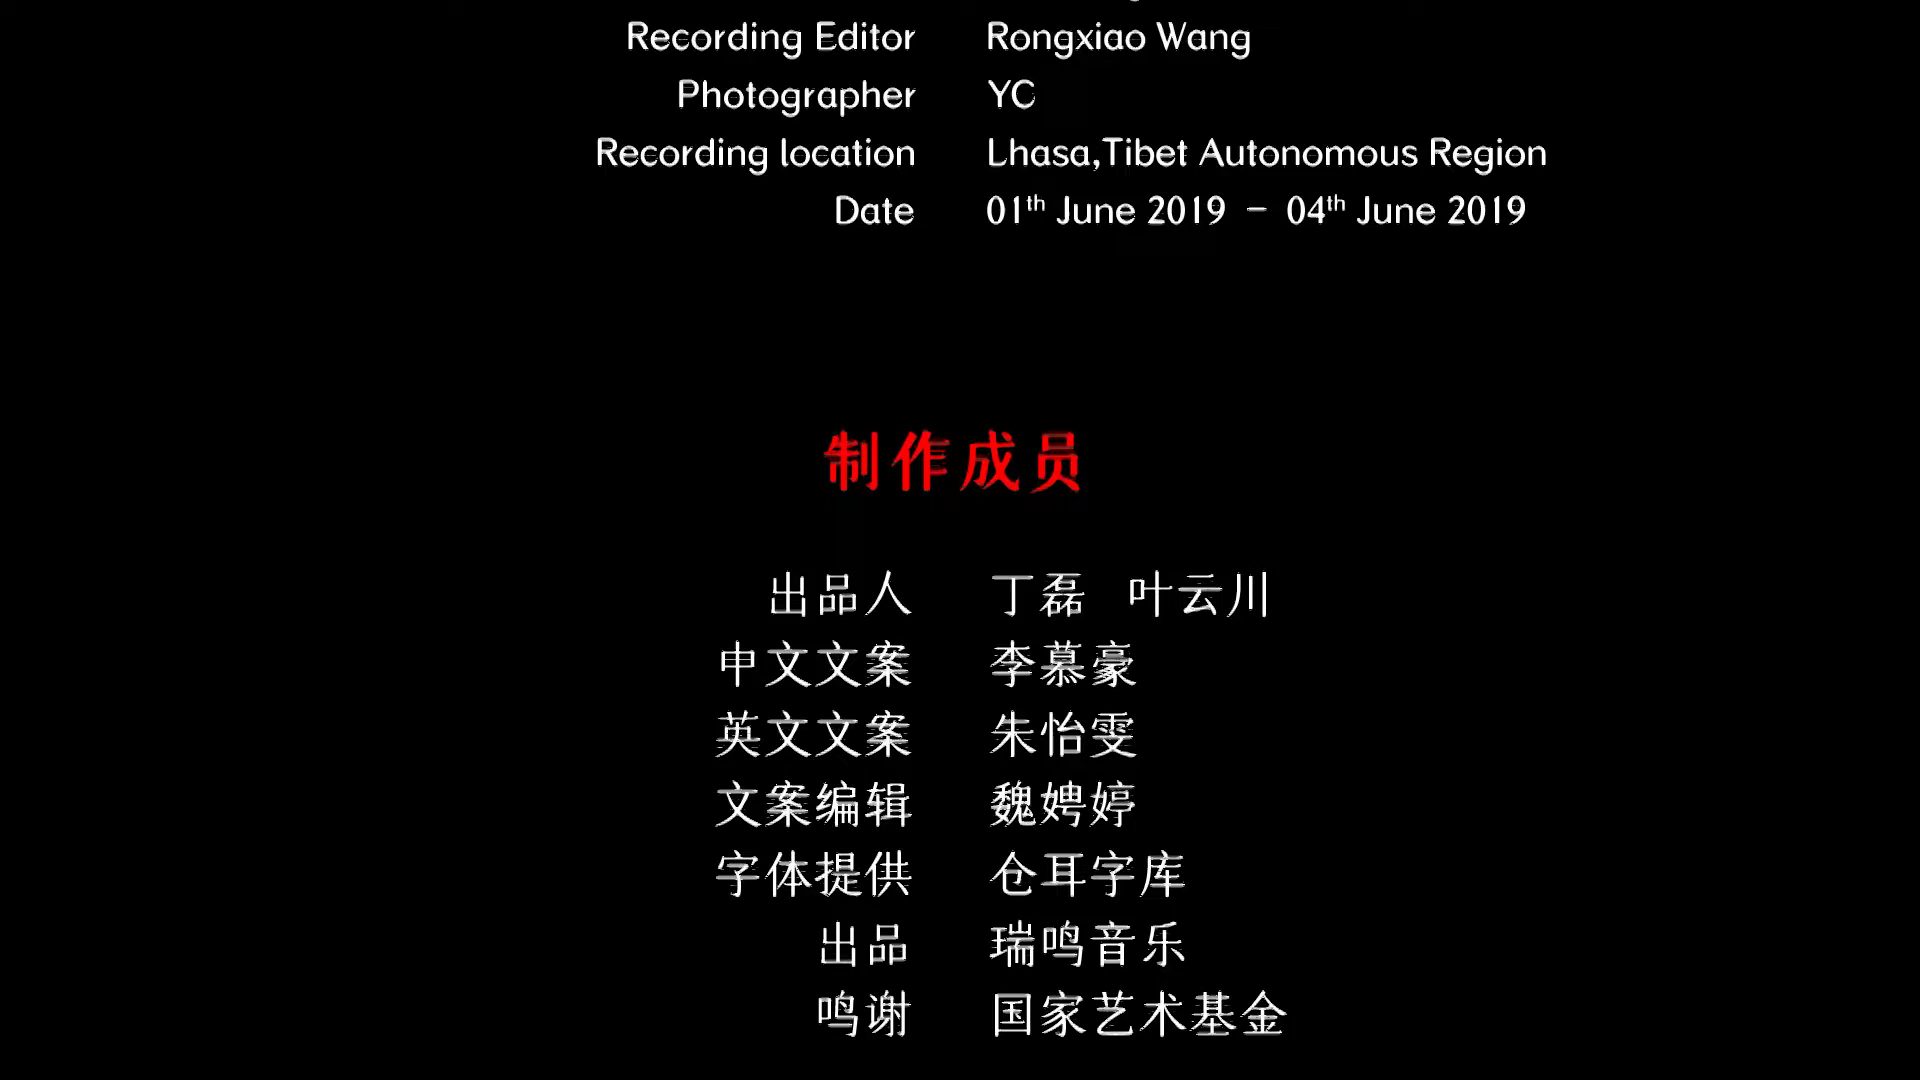 Recording Editor Rongxiao Wang
Photographer YC
Recording location Lhasa,Tibet Autonomous Region
Date 01th June 2019 – 04th June 2019
制作成员
出品人 丁磊 叶云川
中文文案 李慕豪
英文文案 朱怡雯
文案编辑 魏娉婷
字体提供 仓耳字库
出品 瑞鸣音乐
鸣谢 国家艺术基金